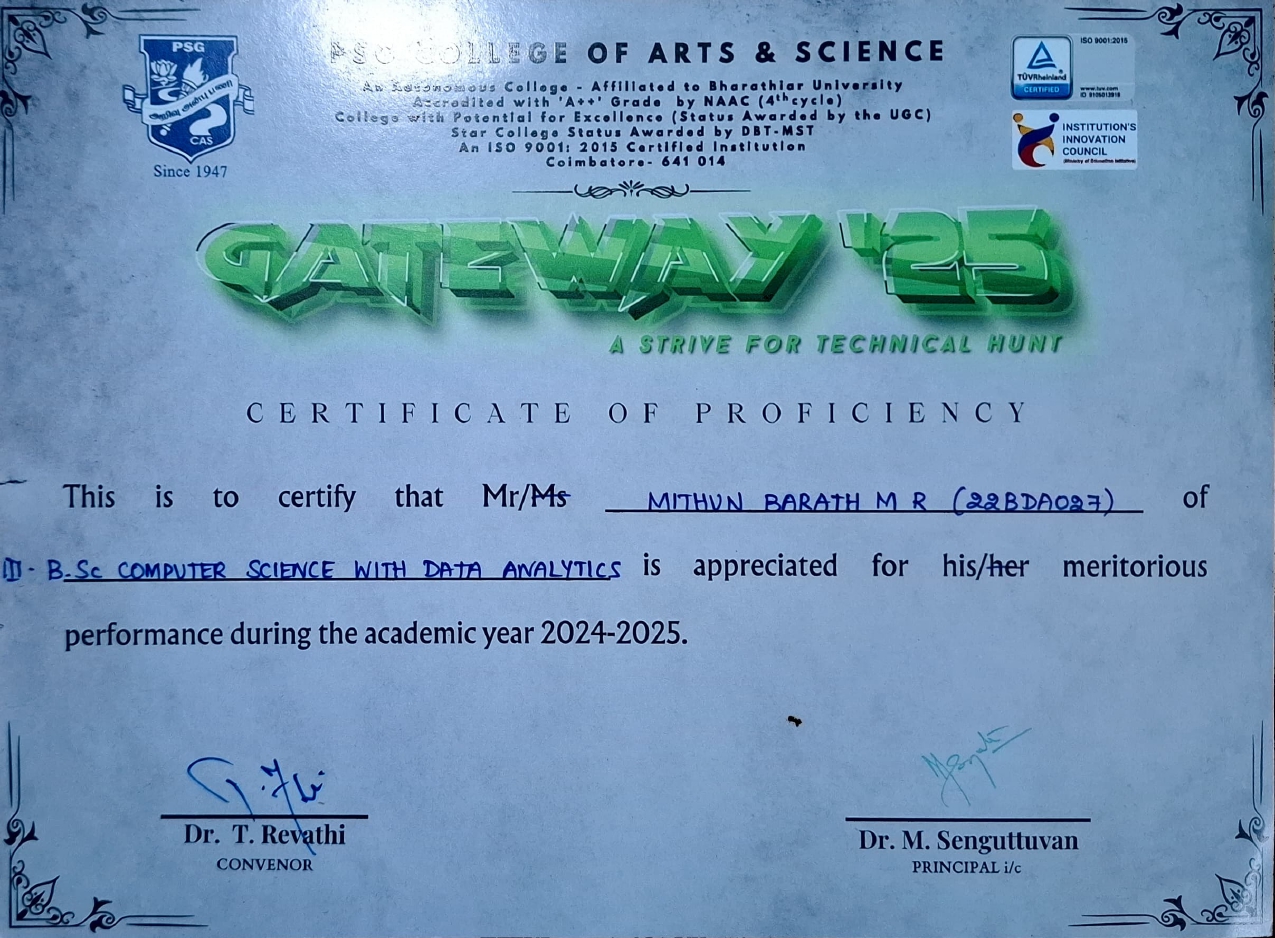 PSG COLLEGE OF ARTS & SCIENCE
An Autonomous College - Affiliated to Bharathiar University
Accredited with 'A++' Grade by NAAC (4th cycle)
College with Potential for Excellence (Status Awarded by the UGC)
Star College Status Awarded by DBT-MST
An ISO 9001: 2015 Certified Institution
Coimbatore- 641 014
PSG
CAS
Since 1947
TÜVRheinland
CERTIFIED
ISO 9001:2015
www.tuv.com
ID 9105013918
INSTITUTION'S
INNOVATION
COUNCIL
(Ministry of Education Initiative)
GATEWAY '25
A STRIVE FOR TECHNICAL HUNT
CERTIFICATE OF PROFICIENCY
This is to certify that Mr/Ms MITHUN BARATH M R (22BDA027) of
III - B.Sc COMPUTER SCIENCE WITH DATA ANALYTICS is appreciated for his/her meritorious
performance during the academic year 2024-2025.
Dr. T. Revathi
CONVENOR
Dr. M. Senguttuvan
PRINCIPAL i/c